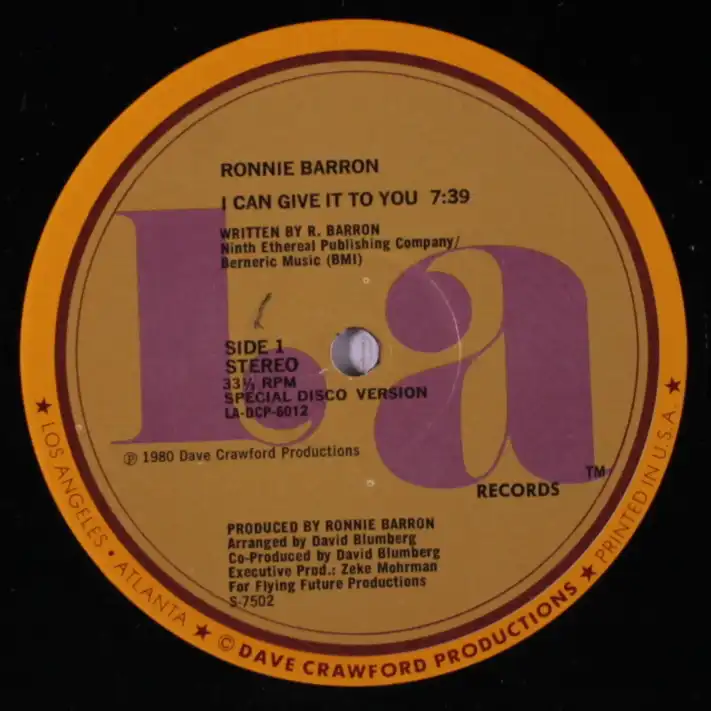 RONNIE BARRON
I CAN GIVE IT TO YOU 7:39
WRITTEN BY R. BARRON
Ninth Ethereal Publishing Company/
Berneric Music (BMI)
SIDE 1
STEREO
33⅓ RPM
SPECIAL DISCO VERSION
LA-DCP-6012
℗ 1980 Dave Crawford Productions
La
RECORDS
TM
PRODUCED BY RONNIE BARRON
Arranged by David Blumberg
Co-Produced by David Blumberg
Executive Prod.: Zeke Mohrman
For Flying Future Productions
S-7502
★ LOS ANGELES • ATLANTA ★ © DAVE CRAWFORD PRODUCTIONS ★ PRINTED IN U.S.A. ★